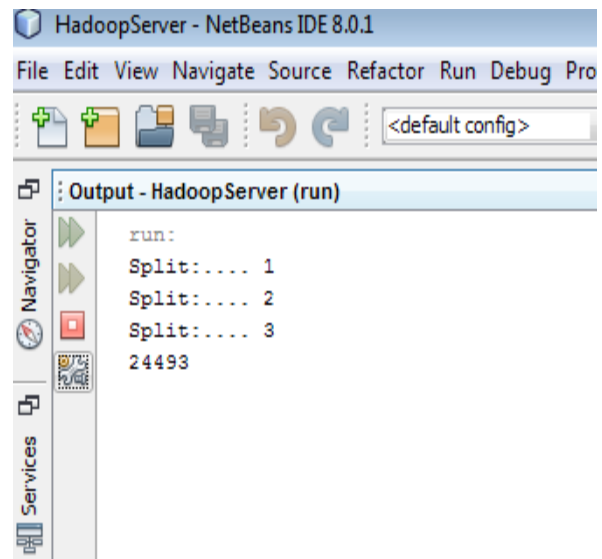 HadoopServer - NetBeans IDE 8.0.1
File Edit View Navigate Source Refactor Run Debug Pro
<default config>
Output - HadoopServer (run)
Navigator
run:
Split:.... 1
Split:.... 2
Split:.... 3
24493
Services